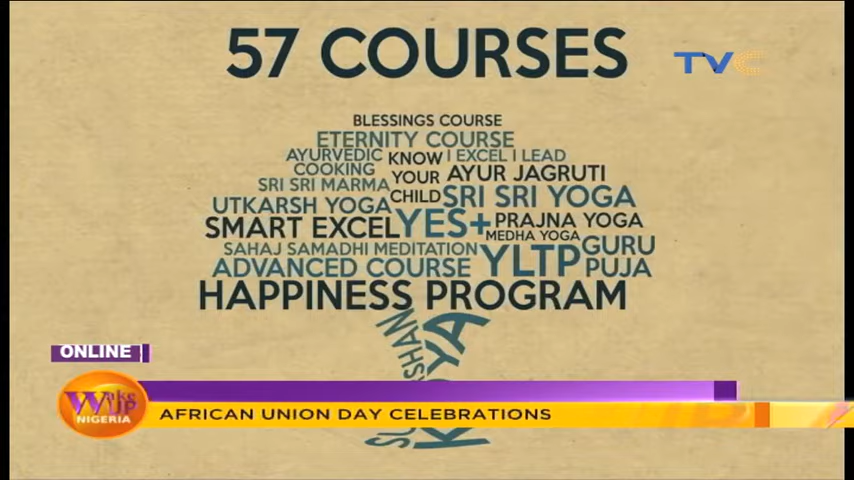 57 COURSES
TVC
BLESSINGS COURSE
ETERNITY COURSE
AYURVEDIC COOKING
KNOW YOUR CHILD
I EXCEL I LEAD
AYUR JAGRUTI
SRI SRI MARMA
SRI SRI YOGA
UTKARSH YOGA
SMART EXCEL
YES+
PRAJNA YOGA
MEDHA YOGA
SAHAJ SAMADHI MEDITATION
GURU PUJA
ADVANCED COURSE
YLTP
HAPPINESS PROGRAM
ONLINE
Wake UP NIGERIA
AFRICAN UNION DAY CELEBRATIONS